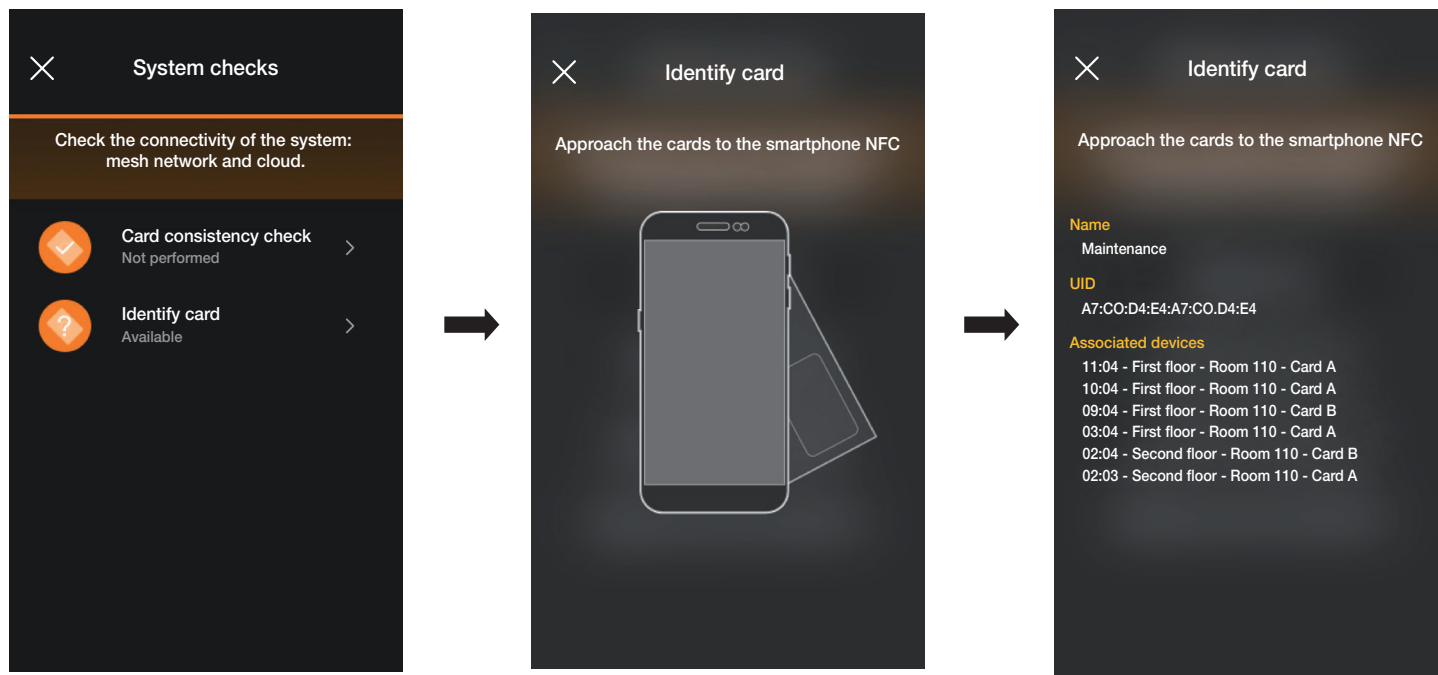 System checks
Check the connectivity of the system:
mesh network and cloud.
Card consistency check
Not performed
Identify card
Available
Identify card
Approach the cards to the smartphone NFC
Identify card
Approach the cards to the smartphone NFC
Name
Maintenance
UID
A7:CO:D4:E4:A7:CO.D4:E4
Associated devices
11:04 - First floor - Room 110 - Card A
10:04 - First floor - Room 110 - Card A
09:04 - First floor - Room 110 - Card B
03:04 - First floor - Room 110 - Card A
02:04 - Second floor - Room 110 - Card B
02:03 - Second floor - Room 110 - Card A